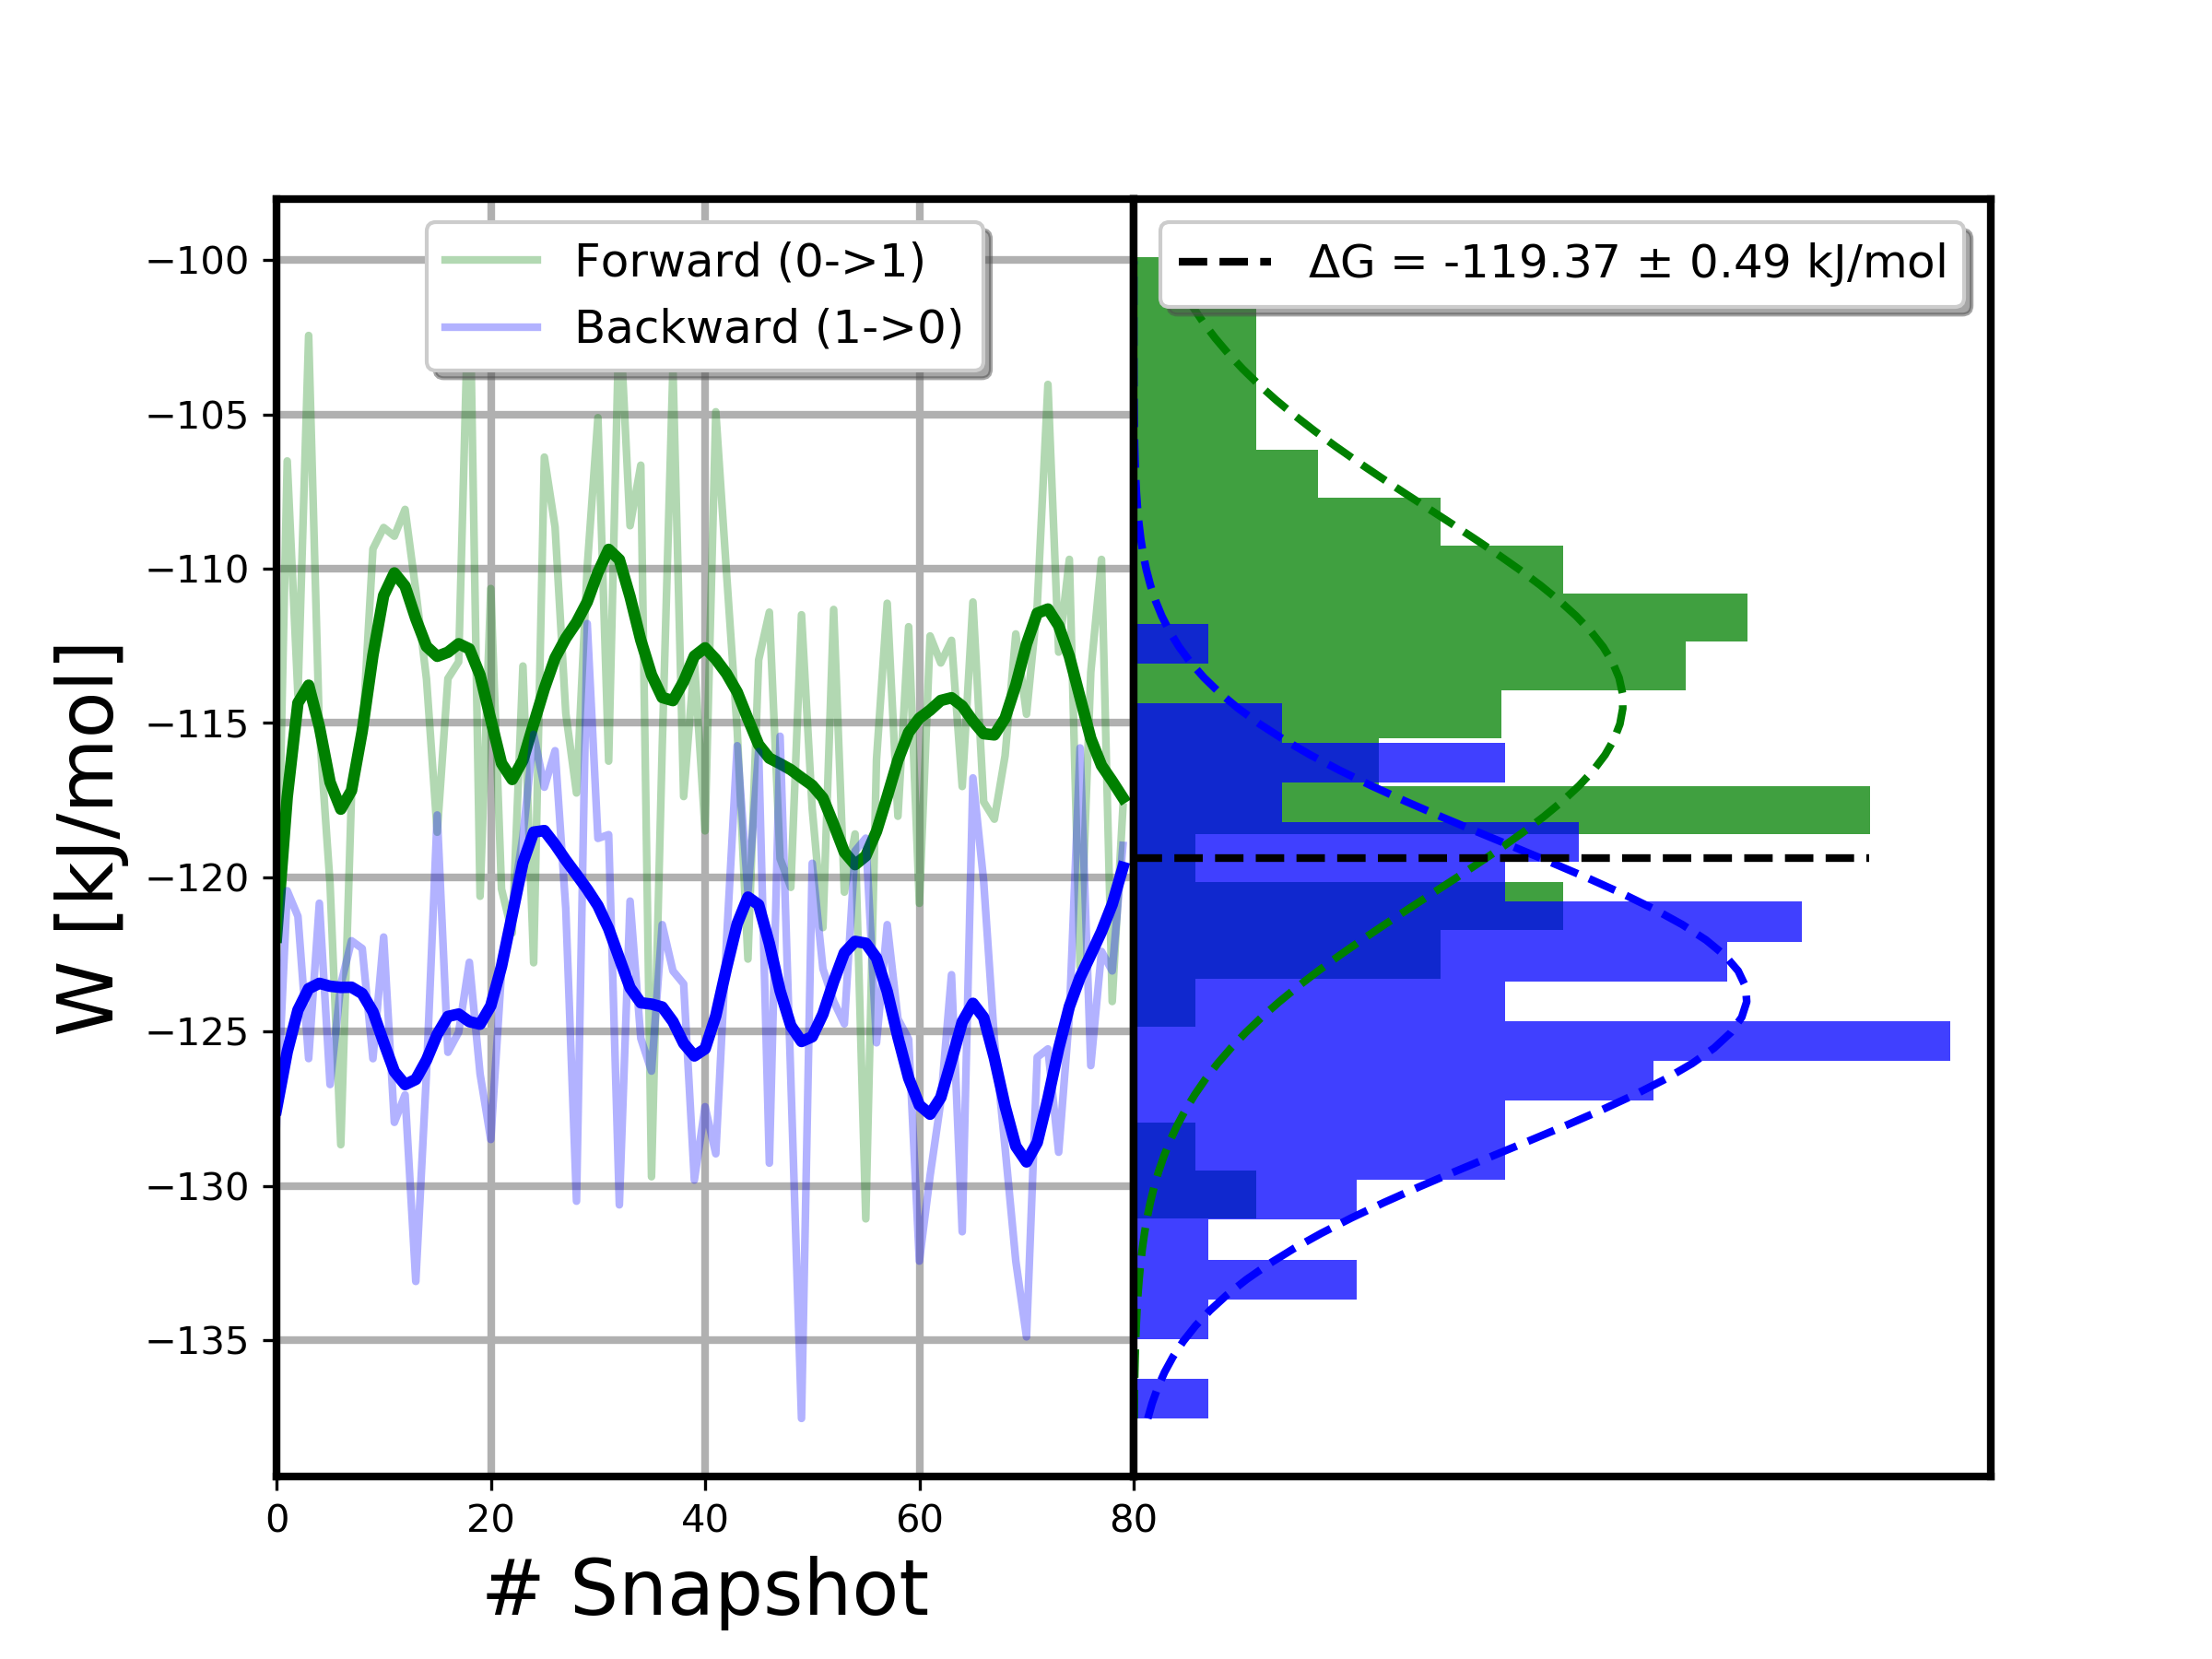 Forward (0->1)
Backward (1->0)
ΔG = -119.37 ± 0.49 kJ/mol
W [kJ/mol]
−100
−105
−110
−115
−120
−125
−130
−135
0 20 40 60 80
# Snapshot